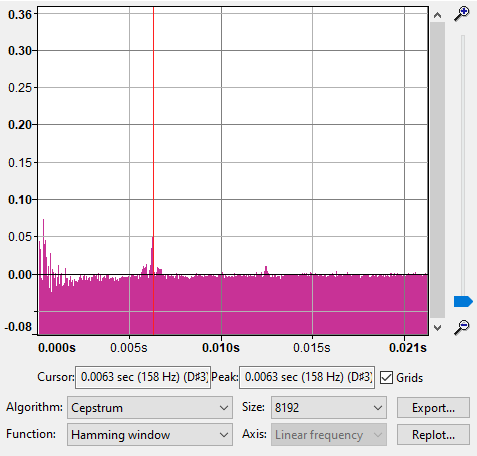 0.36
0.30
0.25
0.20
0.15
0.10
0.05
0.00
-0.08
0.000s 0.005s 0.010s 0.015s 0.021s
Cursor: 0.0063 sec (158 Hz) (D♯3) Peak: 0.0063 sec (158 Hz) (D♯3) Grids
Algorithm: Cepstrum Size: 8192 Export...
Function: Hamming window Axis: Linear frequency Replot...